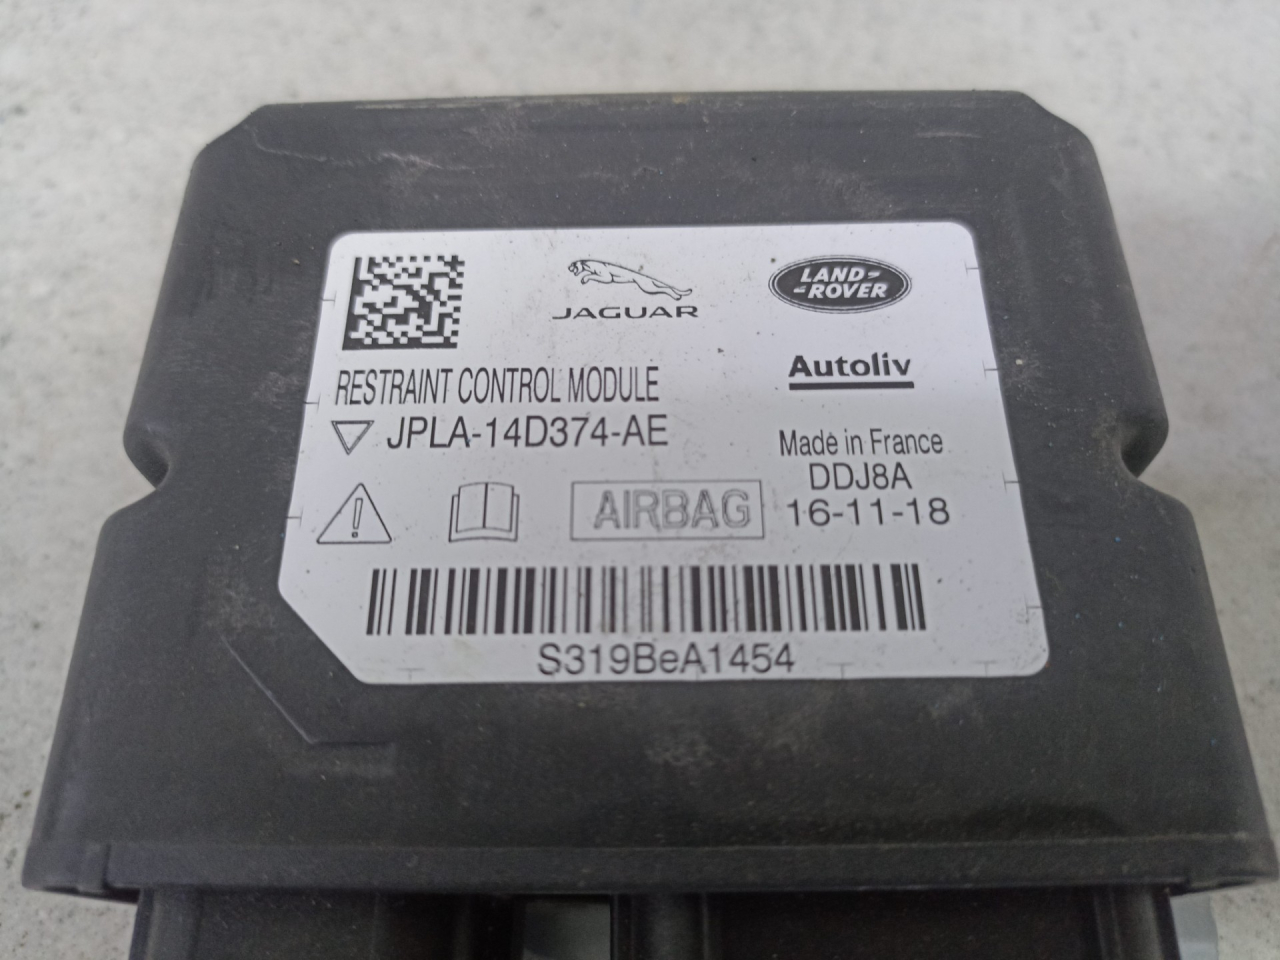 JAGUAR
LAND-
-ROVER
Autoliv
RESTRAINT CONTROL MODULE
JPLA-14D374-AE
Made in France
DDJ8A
16-11-18
AIRBAG
S319BeA1454